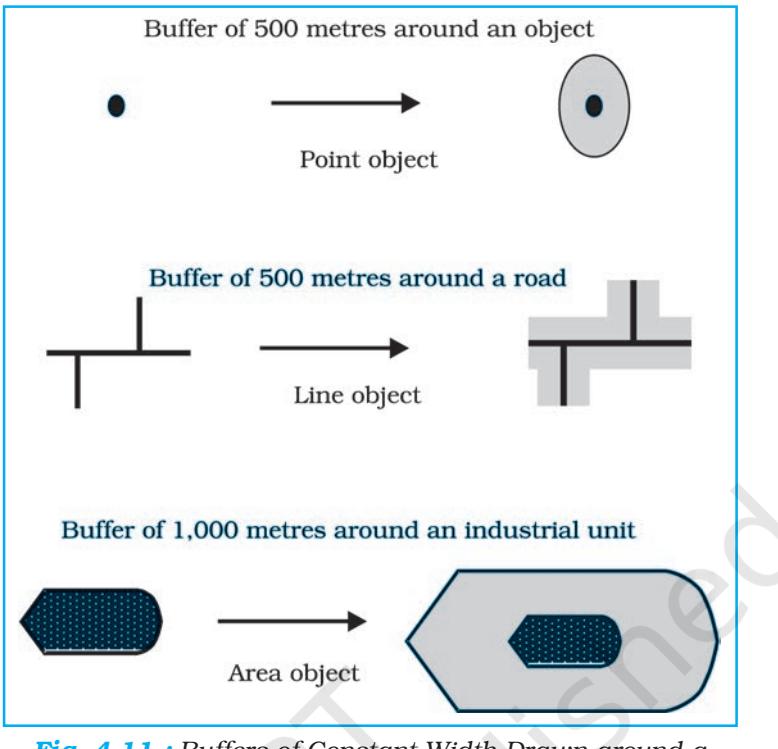 Buffer of 500 metres around an object
Point object
Buffer of 500 metres around a road
Line object
Buffer of 1,000 metres around an industrial unit
Area object
Fig. 4.11 : Buffers of Constant Width Drawn around a